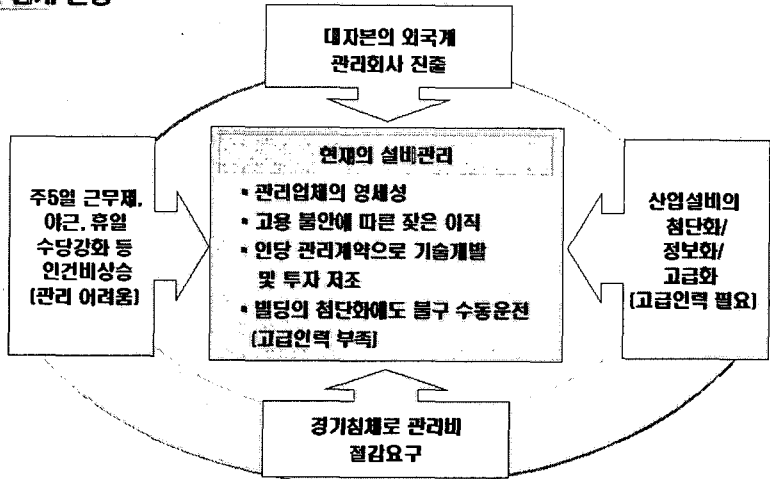 대자본의 외국계
관리회사 진출
주5일 근무제,
야근, 휴일
수당강화 등
인건비상승
(관리 어려움)
현재의 설비관리
▪ 관리업체의 영세성
▪ 고용 불안에 따른 잦은 이직
▪ 인당 관리계약으로 기술개발
및 투자 저조
▪ 빌딩의 첨단화에도 불구 수동운전
(고급인력 부족)
산업설비의
첨단화/
정보화/
고급화
(고급인력 필요)
경기침체로 관리비
절감요구